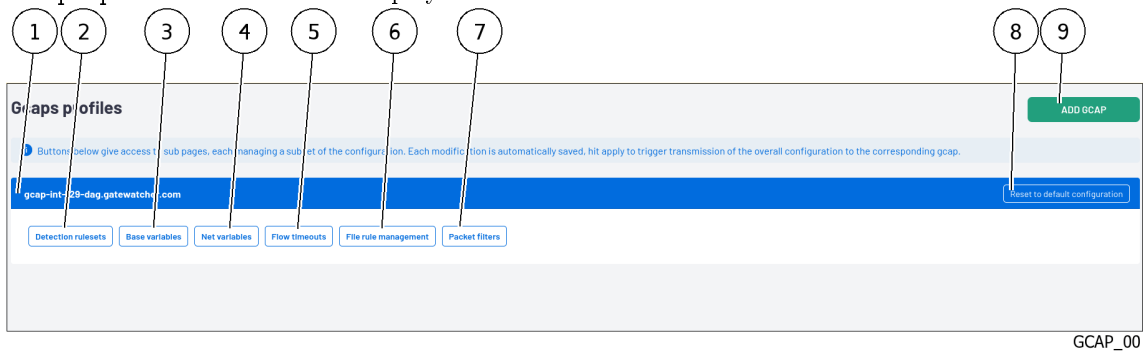 1 2 3 4 5 6 7 8 9
Gcaps profiles
ADD GCAP
Buttons below give access to sub pages, each managing a subset of the configuration. Each modification is automatically saved, hit apply to trigger transmission of the overall configuration to the corresponding gcap.
gcap-int-129-dag.gatewatcher.com
Reset to default configuration
Detection rulesets Base variables Net variables Flow timeouts File rule management Packet filters
GCAP_00